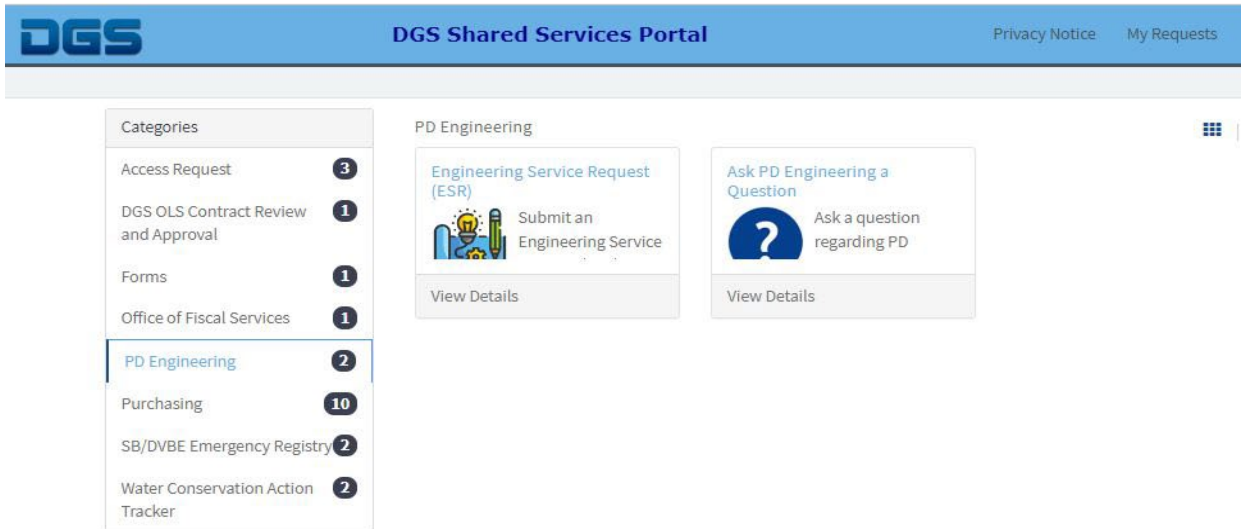 DGS
DGS Shared Services Portal
Privacy Notice
My Requests
Categories
Access Request 3
DGS OLS Contract Review 1
and Approval
Forms 1
Office of Fiscal Services 1
PD Engineering 2
Purchasing 10
SB/DVBE Emergency Registry 2
Water Conservation Action 2
Tracker
PD Engineering
Engineering Service Request
(ESR)
Submit an
Engineering Service
View Details
Ask PD Engineering a
Question
?
Ask a question
regarding PD
View Details